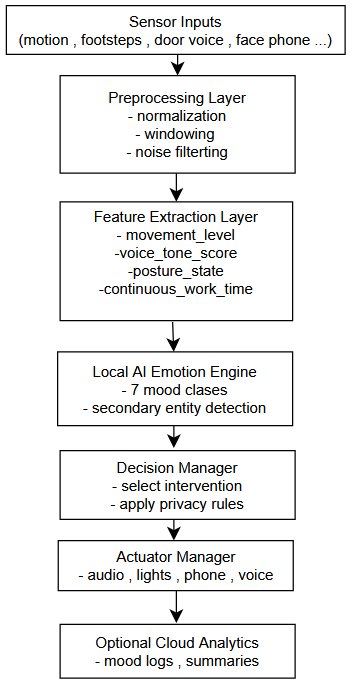 Sensor Inputs
(motion , footsteps , door voice , face phone ...)
Preprocessing Layer
- normalization
- windowing
- noise filterting
Feature Extraction Layer
- movement_level
-voice_tone_score
-posture_state
-continuous_work_time
Local AI Emotion Engine
- 7 mood clases
- secondary entity detection
Decision Manager
- select intervention
- apply privacy rules
Actuator Manager
- audio , lights , phone , voice
Optional Cloud Analytics
- mood logs , summaries